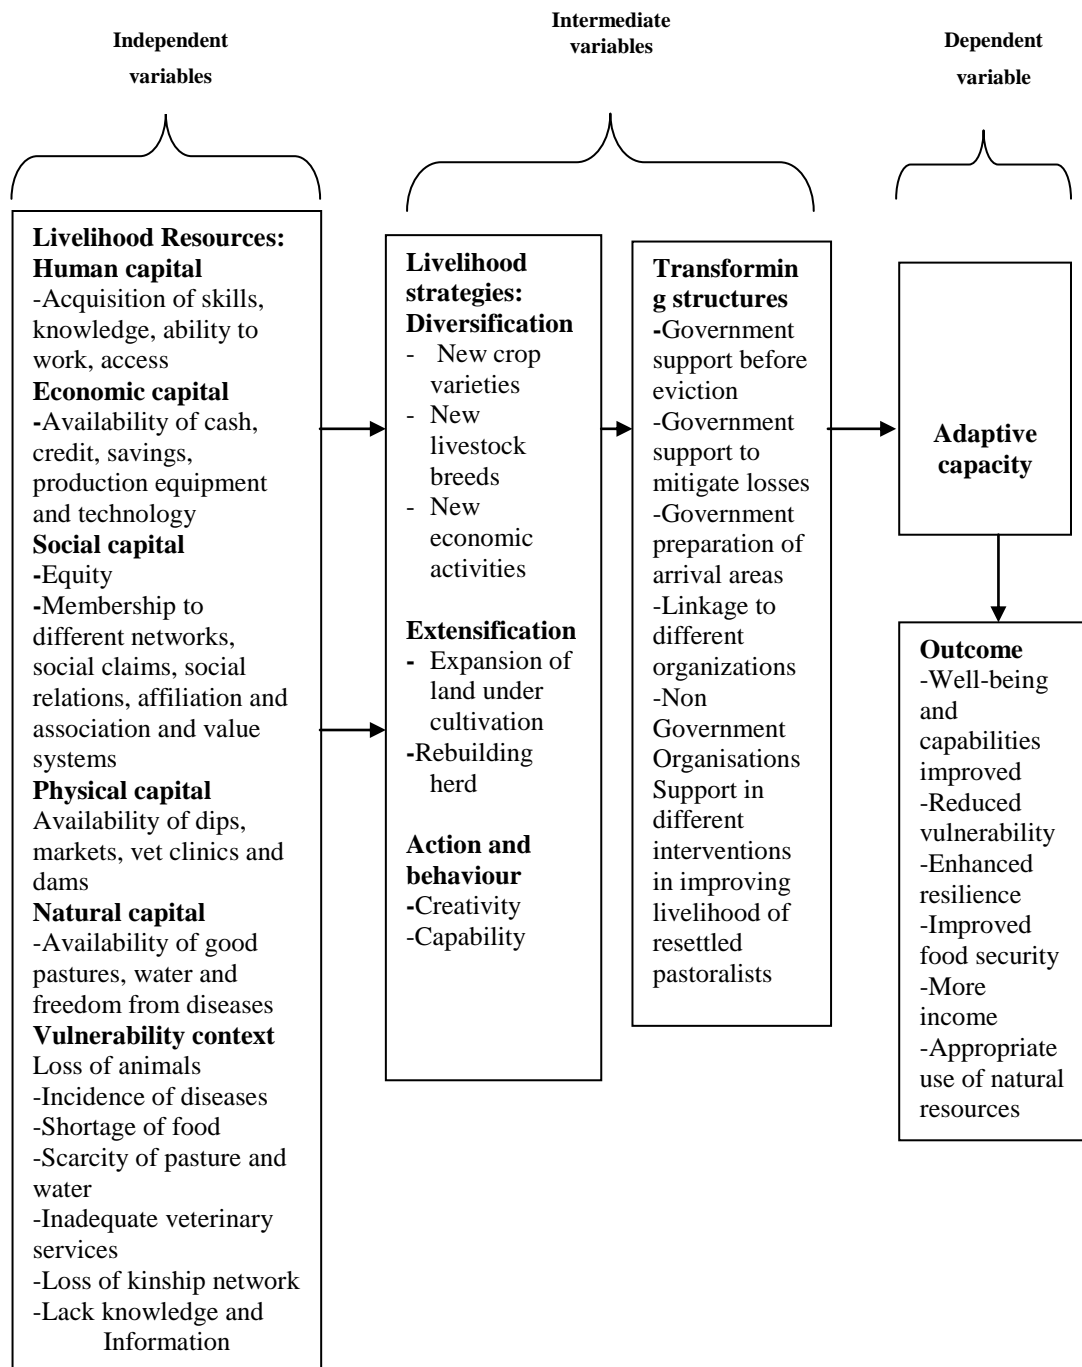 Independent
variables
Intermediate
variables
Dependent
variable
Livelihood Resources:
Human capital
-Acquisition of skills,
knowledge, ability to
work, access
Economic capital
-Availability of cash,
credit, savings,
production equipment
and technology
Social capital
-Equity
-Membership to
different networks,
social claims, social
relations, affiliation and
association and value
systems
Physical capital
Availability of dips,
markets, vet clinics and
dams
Natural capital
-Availability of good
pastures, water and
freedom from diseases
Vulnerability context
Loss of animals
-Incidence of diseases
-Shortage of food
-Scarcity of pasture and
water
-Inadequate veterinary
services
-Loss of kinship network
-Lack knowledge and
Information
Livelihood
strategies:
Diversification
- New crop
varieties
- New
livestock
breeds
- New
economic
activities
Extensification
- Expansion of
land under
cultivation
-Rebuilding
herd
Action and
behaviour
-Creativity
-Capability
Transformin
g structures
-Government
support before
eviction
-Government
support to
mitigate losses
-Government
preparation of
arrival areas
-Linkage to
different
organizations
-Non
Government
Organisations
Support in
different
interventions
in improving
livelihood of
resettled
pastoralists
Adaptive
capacity
Outcome
-Well-being
and
capabilities
improved
-Reduced
vulnerability
-Enhanced
resilience
-Improved
food security
-More
income
-Appropriate
use of natural
resources